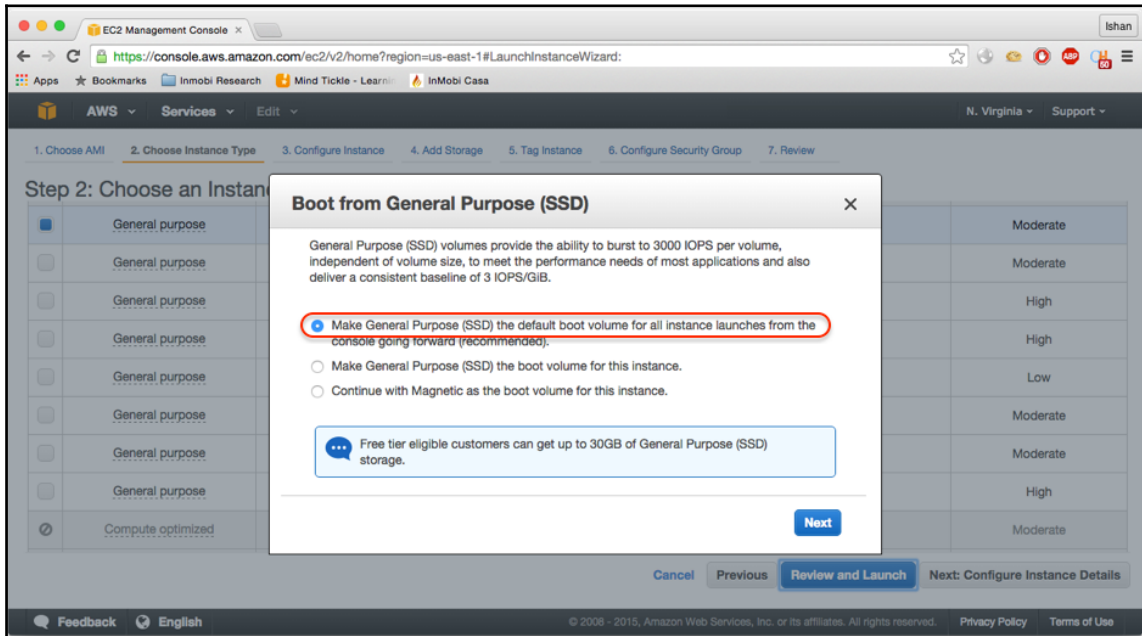 EC2 Management Console
Ishan
https://console.aws.amazon.com/ec2/v2/home?region=us-east-1#LaunchInstanceWizard:
ABP
50
Apps Bookmarks Inmobi Research Mind Tickle - Learnin InMobi Casa
AWS Services Edit N. Virginia Support
1. Choose AMI 2. Choose Instance Type 3. Configure Instance 4. Add Storage 5. Tag Instance 6. Configure Security Group 7. Review
Step 2: Choose an Instan
Boot from General Purpose (SSD)
General Purpose (SSD) volumes provide the ability to burst to 3000 IOPS per volume,
independent of volume size, to meet the performance needs of most applications and also
deliver a consistent baseline of 3 IOPS/GiB.
Make General Purpose (SSD) the default boot volume for all instance launches from the
console going forward (recommended).
Make General Purpose (SSD) the boot volume for this instance.
Continue with Magnetic as the boot volume for this instance.
Free tier eligible customers can get up to 30GB of General Purpose (SSD)
storage.
Next
General purpose Moderate
General purpose Moderate
General purpose High
General purpose High
General purpose Low
General purpose Moderate
General purpose Moderate
General purpose High
Compute optimized Moderate
Cancel Previous Review and Launch Next: Configure Instance Details
Feedback English © 2008 - 2015, Amazon Web Services, Inc. or its affiliates. All rights reserved. Privacy Policy Terms of Use